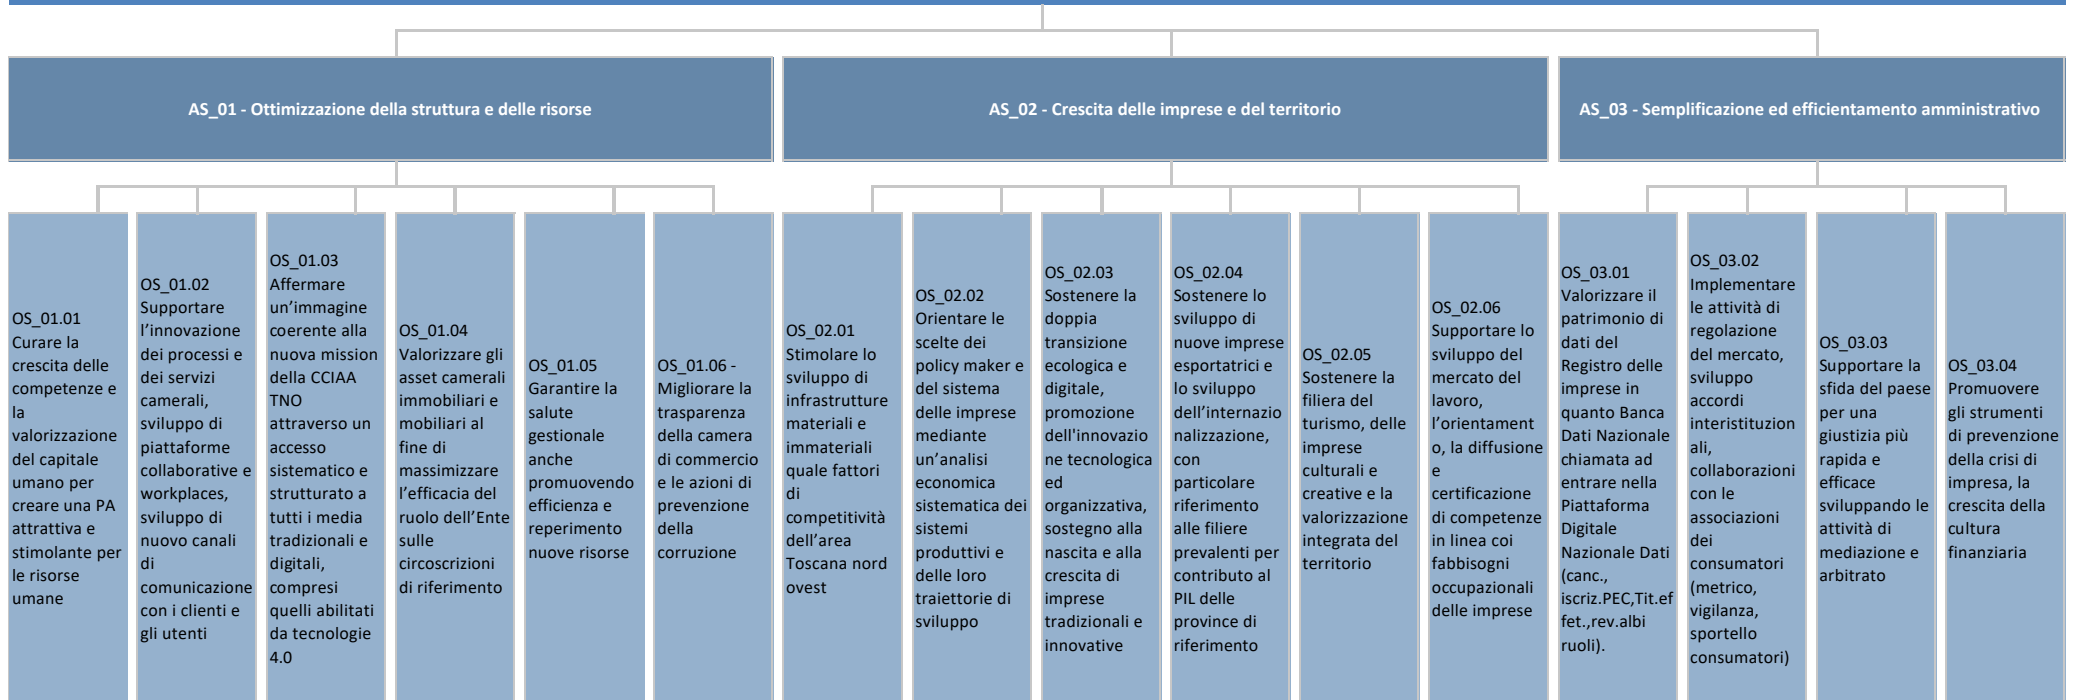 AS_01 - Ottimizzazione della struttura e delle risorse
AS_02 - Crescita delle imprese e del territorio
AS_03 - Semplificazione ed efficientamento amministrativo
OS_01.01
Curare la
crescita delle
competenze e
la
valorizzazione
del capitale
umano per
creare una PA
attrattiva e
stimolante per
le risorse
umane
OS_01.02
Supportare
l’innovazione
dei processi e
dei servizi
camerali,
sviluppo di
piattaforme
collaborative e
workplaces,
sviluppo di
nuovo canali
di
comunicazione
con i clienti e
gli utenti
OS_01.03
Affermare
un’immagine
coerente alla
nuova mission
della CCIAA
TNO
attraverso un
accesso
sistematico e
strutturato a
tutti i media
tradizionali e
digitali,
compresi
quelli abilitati
da tecnologie
4.0
OS_01.04
Valorizzare gli
asset camerali
immobiliari e
mobiliari al
fine di
massimizzare
l’efficacia del
ruolo dell’Ente
sulle
circoscrizioni
di riferimento
OS_01.05
Garantire la
salute
gestionale
anche
promuovendo
efficienza e
reperimento
nuove risorse
OS_01.06 -
Migliorare la
trasparenza
della camera
di commercio
e le azioni di
prevenzione
della
corruzione
OS_02.01
Stimolare lo
sviluppo di
infrastrutture
materiali e
immateriali
quale fattori
di
competitività
dell’area
Toscana nord
ovest
OS_02.02
Orientare le
scelte dei
policy maker e
del sistema
delle imprese
mediante
un’analisi
economica
sistematica dei
sistemi
produttivi e
delle loro
traiettorie di
sviluppo
OS_02.03
Sostenere la
doppia
transizione
ecologica e
digitale,
promozione
dell'innovazio
ne tecnologica
ed
organizzativa,
sostegno alla
nascita e alla
crescita di
imprese
tradizionali e
innovative
OS_02.04
Sostenere lo
sviluppo di
nuove imprese
esportatrici e
lo sviluppo
dell’internazio
nalizzazione,
con
particolare
riferimento
alle filiere
prevalenti per
contributo al
PIL delle
province di
riferimento
OS_02.05
Sostenere la
filiera del
turismo, delle
imprese
culturali e
creative e la
valorizzazione
integrata del
territorio
OS_02.06
Supportare lo
sviluppo del
mercato del
lavoro,
l’orientament
o, la diffusione
e
certificazione
di competenze
in linea coi
fabbisogni
occupazionali
delle imprese
OS_03.01
Valorizzare il
patrimonio di
dati del
Registro delle
imprese in
quanto Banca
Dati Nazionale
chiamata ad
entrare nella
Piattaforma
Digitale
Nazionale Dati
(canc.,
iscriz.PEC,Tit.ef
fet.,rev.albi
ruoli).
OS_03.02
Implementare
le attività di
regolazione
del mercato,
sviluppo
accordi
interistituzion
ali,
collaborazioni
con le
associazioni
dei
consumatori
(metrico,
vigilanza,
sportello
consumatori)
OS_03.03
Supportare la
sfida del paese
per una
giustizia più
rapida e
efficace
sviluppando le
attività di
mediazione e
arbitrato
OS_03.04
Promuovere
gli strumenti
di prevenzione
della crisi di
impresa, la
crescita della
cultura
finanziaria